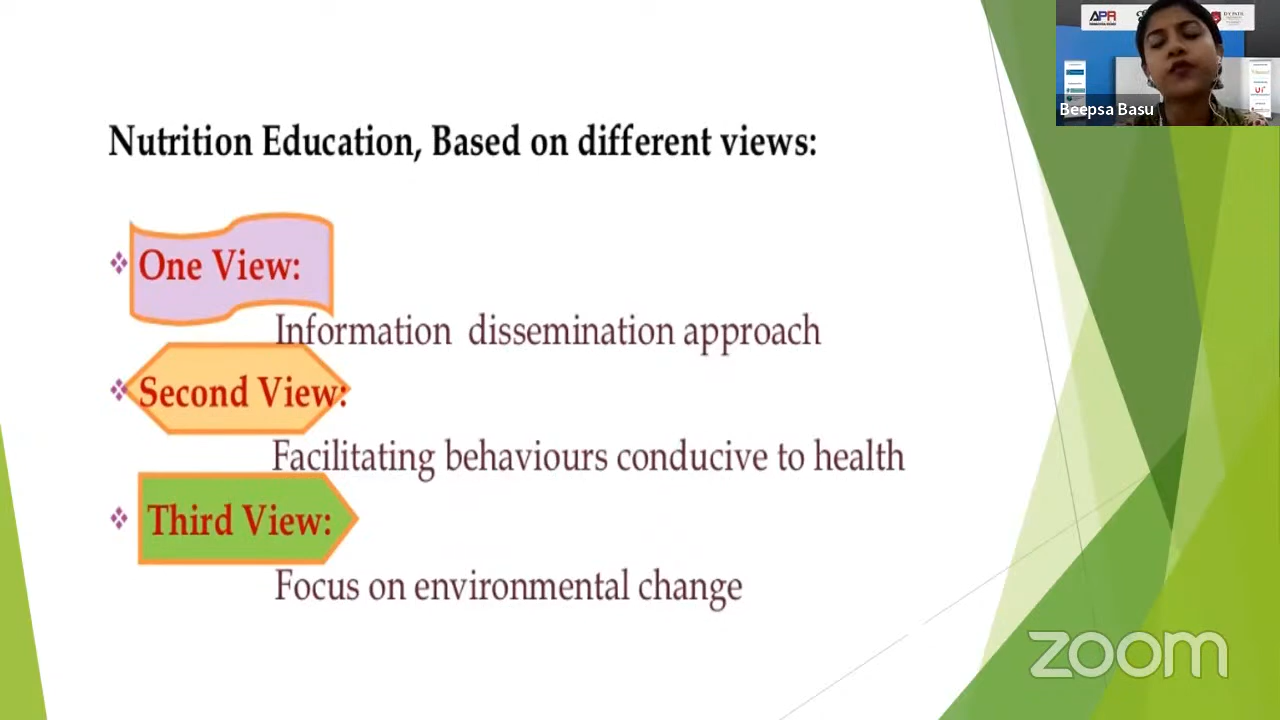 APR
Beepsa Basu
Nutrition Education, Based on different views:
One View:
Information dissemination approach
Second View:
Facilitating behaviours conducive to health
Third View:
Focus on environmental change
zoom